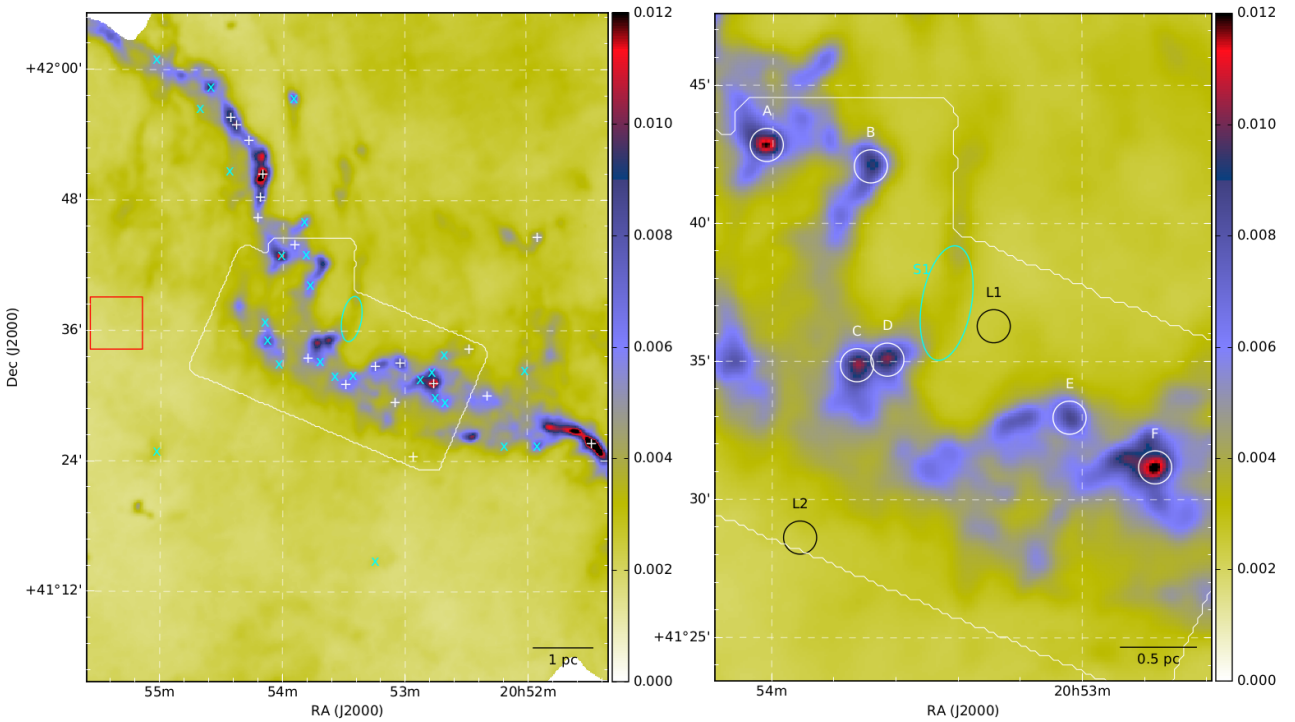 0.012
0.010
0.008
0.006
0.004
0.002
0.000
+42°00'
48'
36'
24'
+41°12'
Dec (J2000)
1 pc
55m
54m
53m
20h52m
RA (J2000)
0.012
0.010
0.008
0.006
0.004
0.002
0.000
45'
40'
35'
30'
+41°25'
A
B
S1
L1
C
D
E
F
L2
0.5 pc
54m
20h53m
RA (J2000)